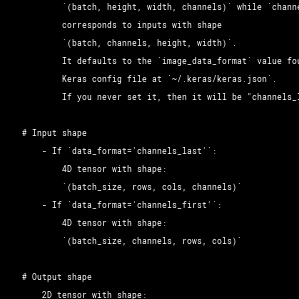 `(batch, height, width, channels)` while
corresponds to inputs with shape
`(batch, channels, height, width)`.
It defaults to the `image_data_format` value
Keras config file at `~/.keras/keras.json`.
If you never set it, then it will be
# Input shape
- If `data_format='channels_last'`:
4D tensor with shape:
`(batch_size, rows, cols, channels)`
- If `data_format='channels_first'`:
4D tensor with shape:
`(batch_size, channels, rows, cols)`
# Output shape
2D tensor with shape: